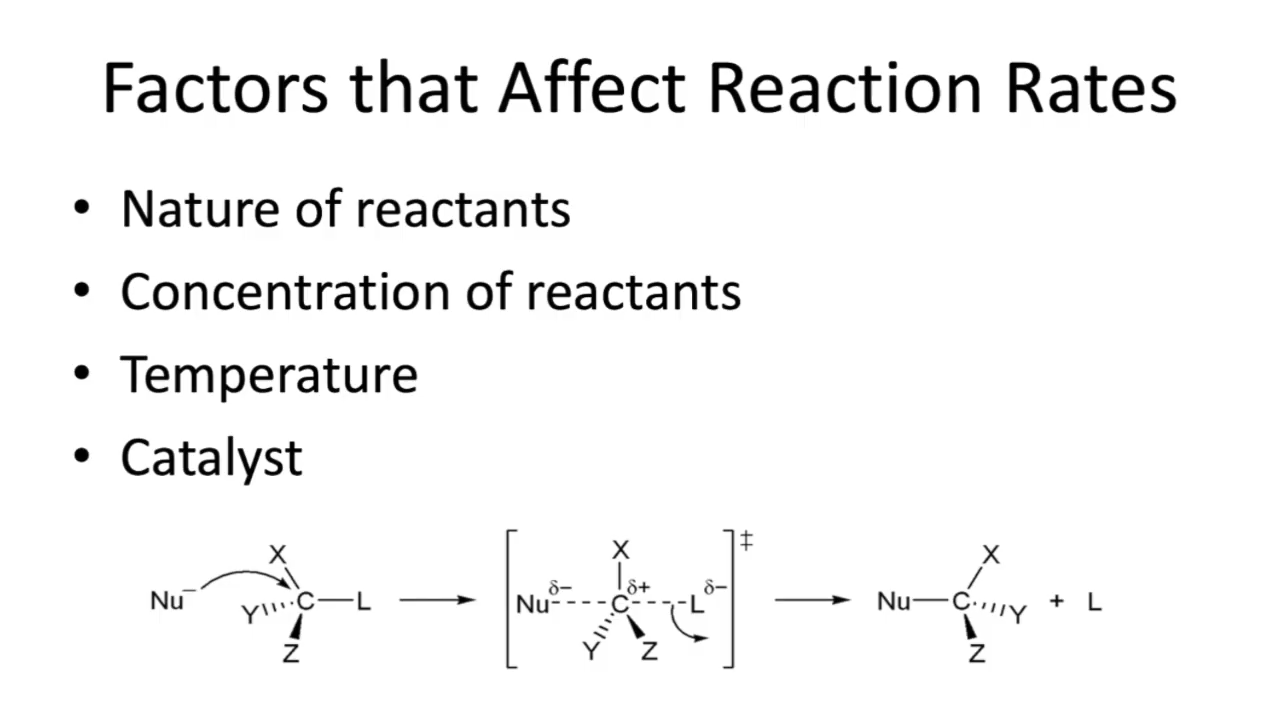 Factors that Affect Reaction Rates
• Nature of reactants
• Concentration of reactants
• Temperature
• Catalyst
X X ‡ X
Nu⁻ Y C L Nu δ− C δ+ L δ− Nu C Y + L
Z Y Z Z